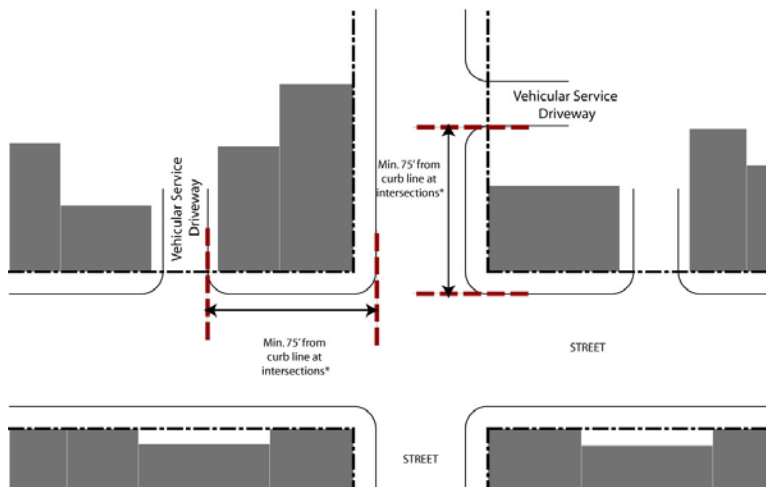 Vehicular Service
Driveway
Vehicular Service
Driveway
Min. 75' from
curb line at
intersections*
Min. 75' from
curb line at
intersections*
STREET
STREET